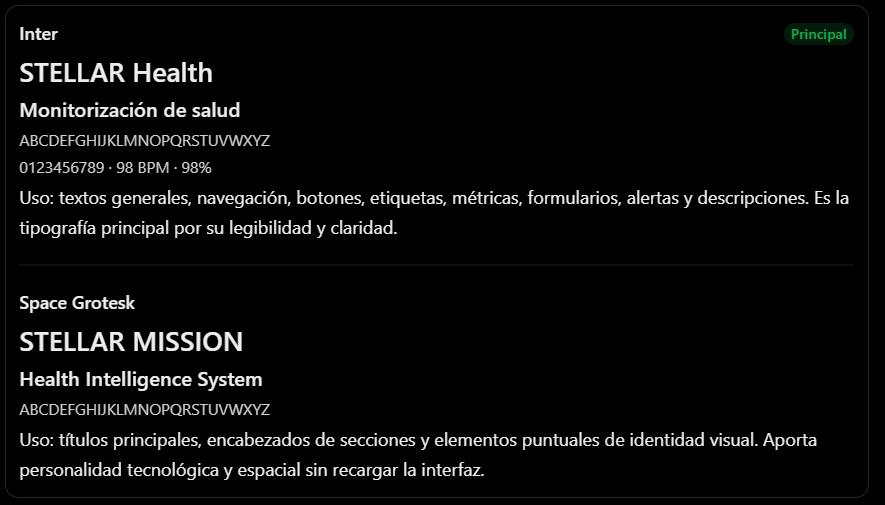 Inter
Principal
STELLAR Health
Monitorización de salud
ABCDEFGHIJKLMNOPQRSTUVWXYZ
0123456789 · 98 BPM · 98%
Uso: textos generales, navegación, botones, etiquetas, métricas, formularios, alertas y descripciones. Es la
tipografía principal por su legibilidad y claridad.
Space Grotesk
STELLAR MISSION
Health Intelligence System
ABCDEFGHIJKLMNOPQRSTUVWXYZ
Uso: títulos principales, encabezados de secciones y elementos puntuales de identidad visual. Aporta
personalidad tecnológica y espacial sin recargar la interfaz.